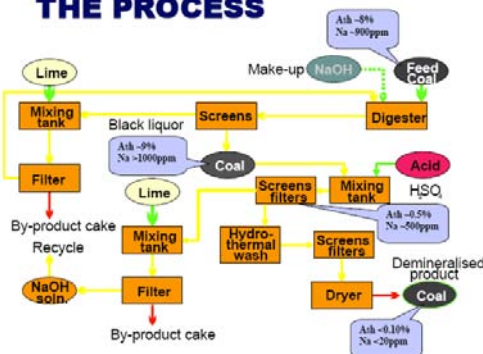 THE PROCESS
Ash ~8%
Na ~900ppm
Lime
Make-up
NaOH
Feed
Coal
Mixing
tank
Black liquor
Screens
Digester
Ash ~9%
Na >1000ppm
Coal
Acid
Filter
Lime
Screens
filters
Mixing
tank
H₂SO₄
By-product cake
Recycle
Mixing
tank
Hydro-
thermal
wash
Screens
filters
Ash ~0.5%
Na ~500ppm
Demineralised
product
NaOH
soln.
Filter
Dryer
Coal
By-product cake
Ash <0.10%
Na <20ppm